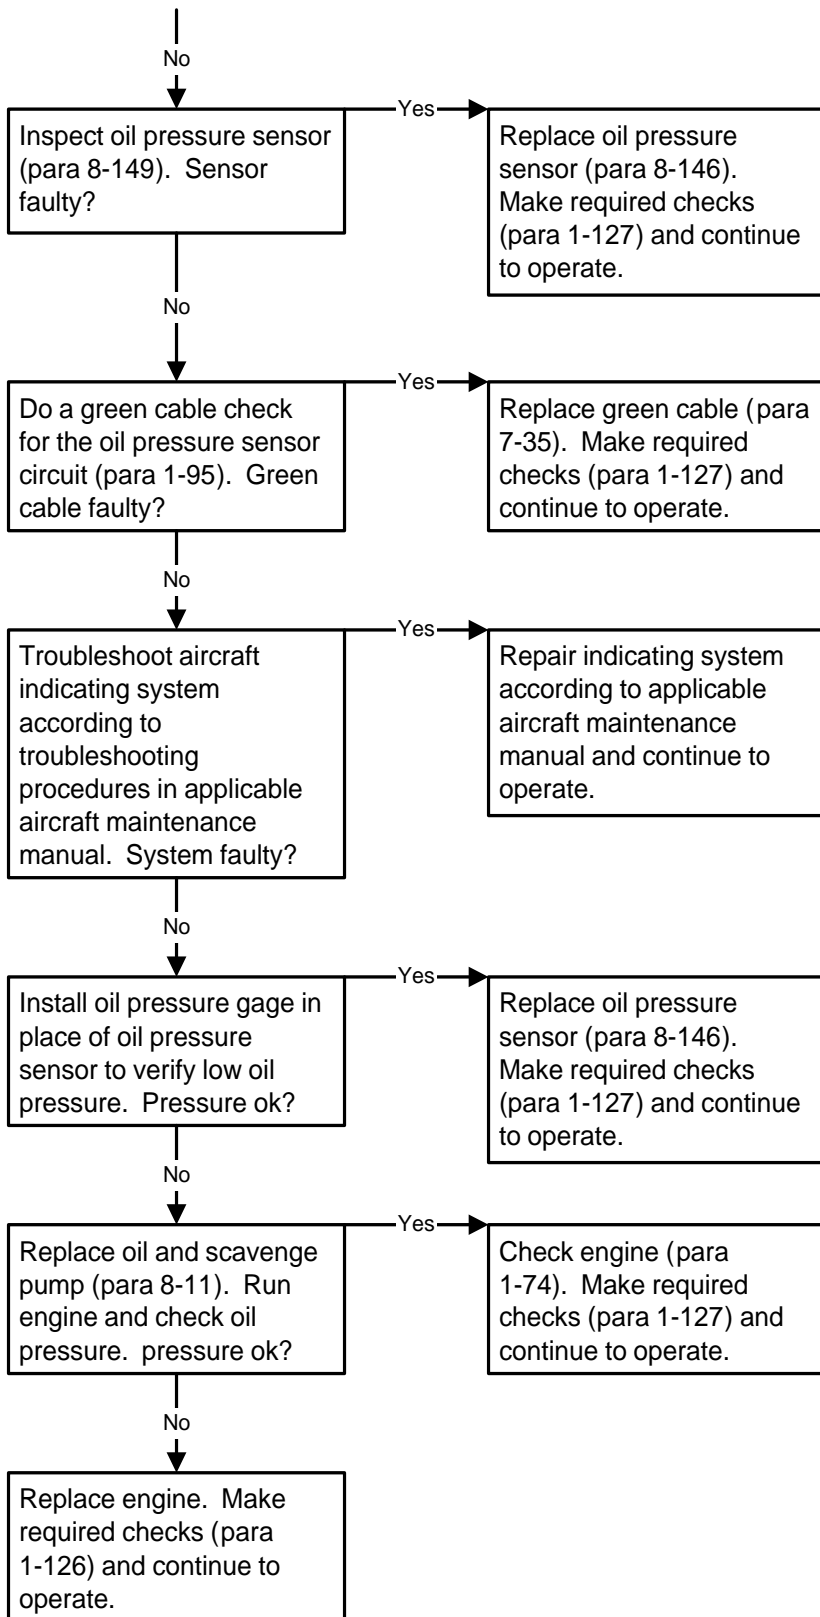 No
Inspect oil pressure sensor
(para 8-149).  Sensor
faulty?
Yes
Replace oil pressure
sensor (para 8-146).
Make required checks
(para 1-127) and continue
to operate.
No
Do a green cable check
for the oil pressure sensor
circuit (para 1-95).  Green
cable faulty?
Yes
Replace green cable (para
7-35).  Make required
checks (para 1-127) and
continue to operate.
No
Troubleshoot aircraft
indicating system
according to
troubleshooting
procedures in applicable
aircraft maintenance
manual.  System faulty?
Yes
Repair indicating system
according to applicable
aircraft maintenance
manual and continue to
operate.
No
Install oil pressure gage in
place of oil pressure
sensor to verify low oil
pressure.  Pressure ok?
Yes
Replace oil pressure
sensor (para 8-146).
Make required checks
(para 1-127) and continue
to operate.
No
Replace oil and scavenge
pump (para 8-11).  Run
engine and check oil
pressure.  pressure ok?
Yes
Check engine (para
1-74).  Make required
checks (para 1-127) and
continue to operate.
No
Replace engine.  Make
required checks (para
1-126) and continue to
operate.